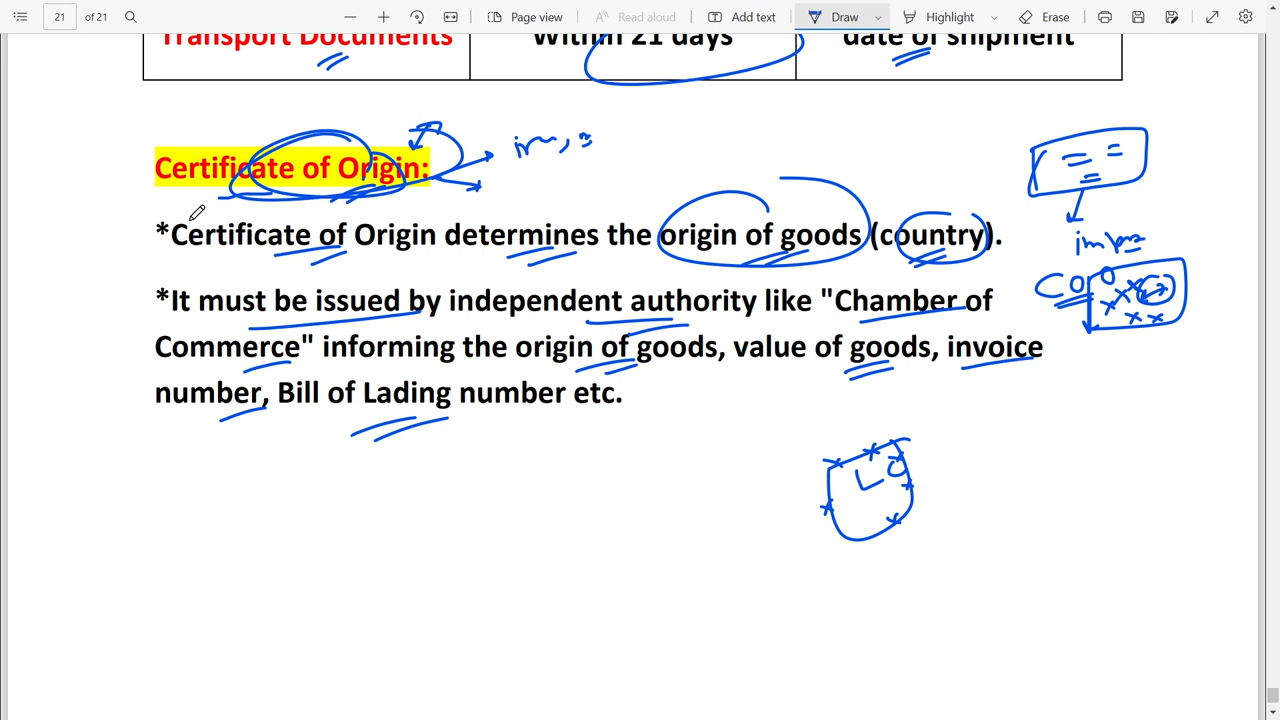 21 of 21 Page view Read aloud Add text Draw Highlight Erase
Transport Documents Within 21 days date of shipment
Certificate of Origin:
*Certificate of Origin determines the origin of goods (country).
*It must be issued by independent authority like "Chamber of
Commerce" informing the origin of goods, value of goods, invoice
number, Bill of Lading number etc.
COO
LC